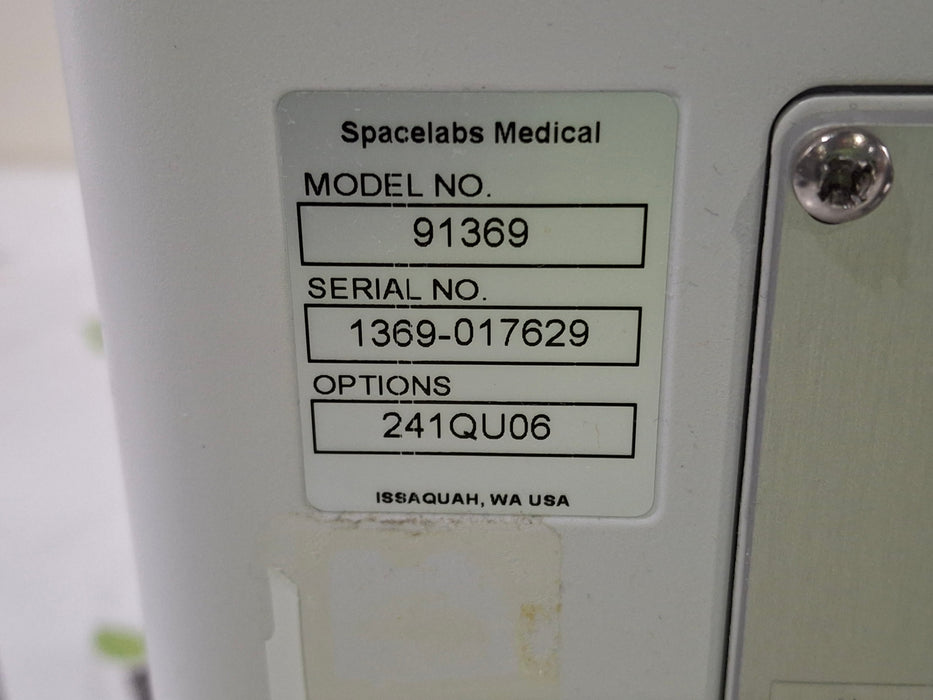 Spacelabs Medical
MODEL NO.
91369
SERIAL NO.
1369-017629
OPTIONS
241QU06
ISSAQUAH, WA USA